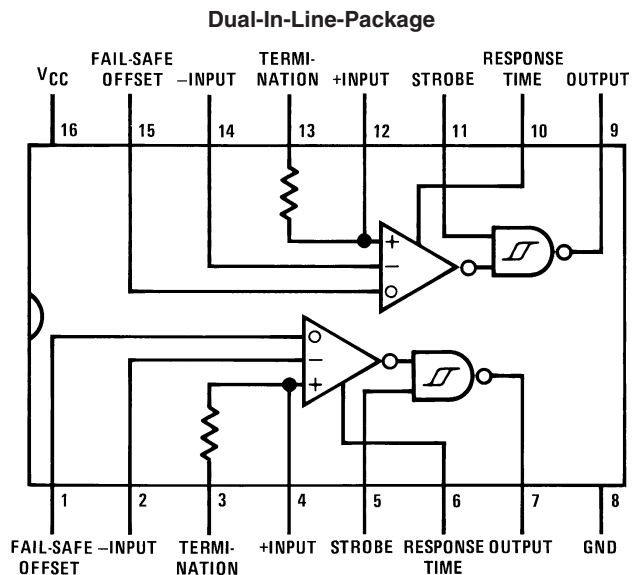 Dual-In-Line-Package
VCC
FAIL-SAFE
OFFSET
–INPUT
TERMI-
NATION
+INPUT
STROBE
RESPONSE
TIME
OUTPUT
16
15
14
13
12
11
10
9
+
–
+
–
1
2
3
4
5
6
7
8
FAIL-SAFE
OFFSET
–INPUT
TERMI-
NATION
+INPUT
STROBE
RESPONSE
TIME
OUTPUT
GND